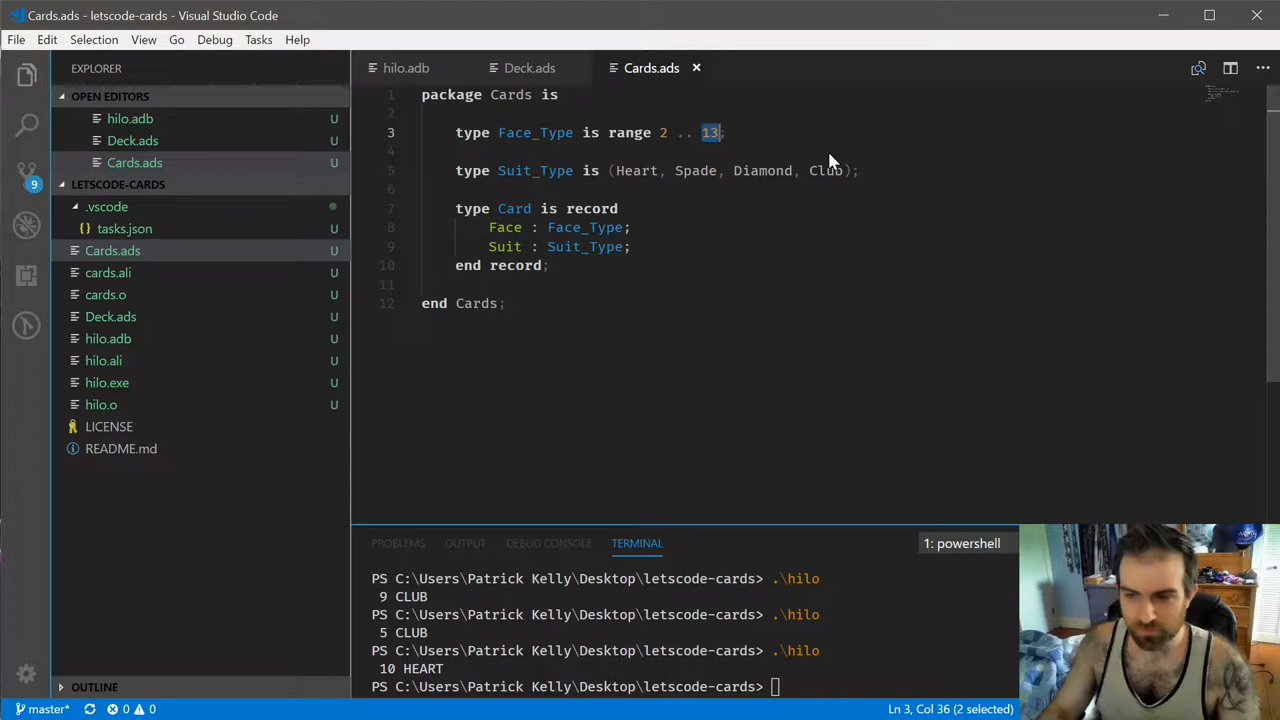 Cards.ads - letscode-cards - Visual Studio Code
File Edit Selection View Go Debug Tasks Help
EXPLORER
OPEN EDITORS
hilo.adb U
Deck.ads U
Cards.ads U
LETSCODE-CARDS
.vscode
tasks.json U
Cards.ads U
cards.ali U
cards.o U
Deck.ads U
hilo.adb U
hilo.ali U
hilo.exe U
hilo.o U
LICENSE
README.md
OUTLINE
9
hilo.adb Deck.ads Cards.ads
1 package Cards is
2
3 type Face_Type is range 2 .. 13;
4
5 type Suit_Type is (Heart, Spade, Diamond, Club);
6
7 type Card is record
8 Face : Face_Type;
9 Suit : Suit_Type;
10 end record;
11
12 end Cards;
PROBLEMS OUTPUT DEBUG CONSOLE TERMINAL 1: powershell
PS C:\Users\Patrick Kelly\Desktop\letscode-cards> .\hilo
9 CLUB
PS C:\Users\Patrick Kelly\Desktop\letscode-cards> .\hilo
5 CLUB
PS C:\Users\Patrick Kelly\Desktop\letscode-cards> .\hilo
10 HEART
PS C:\Users\Patrick Kelly\Desktop\letscode-cards>
master* 0 0 Ln 3, Col 36 (2 selected)